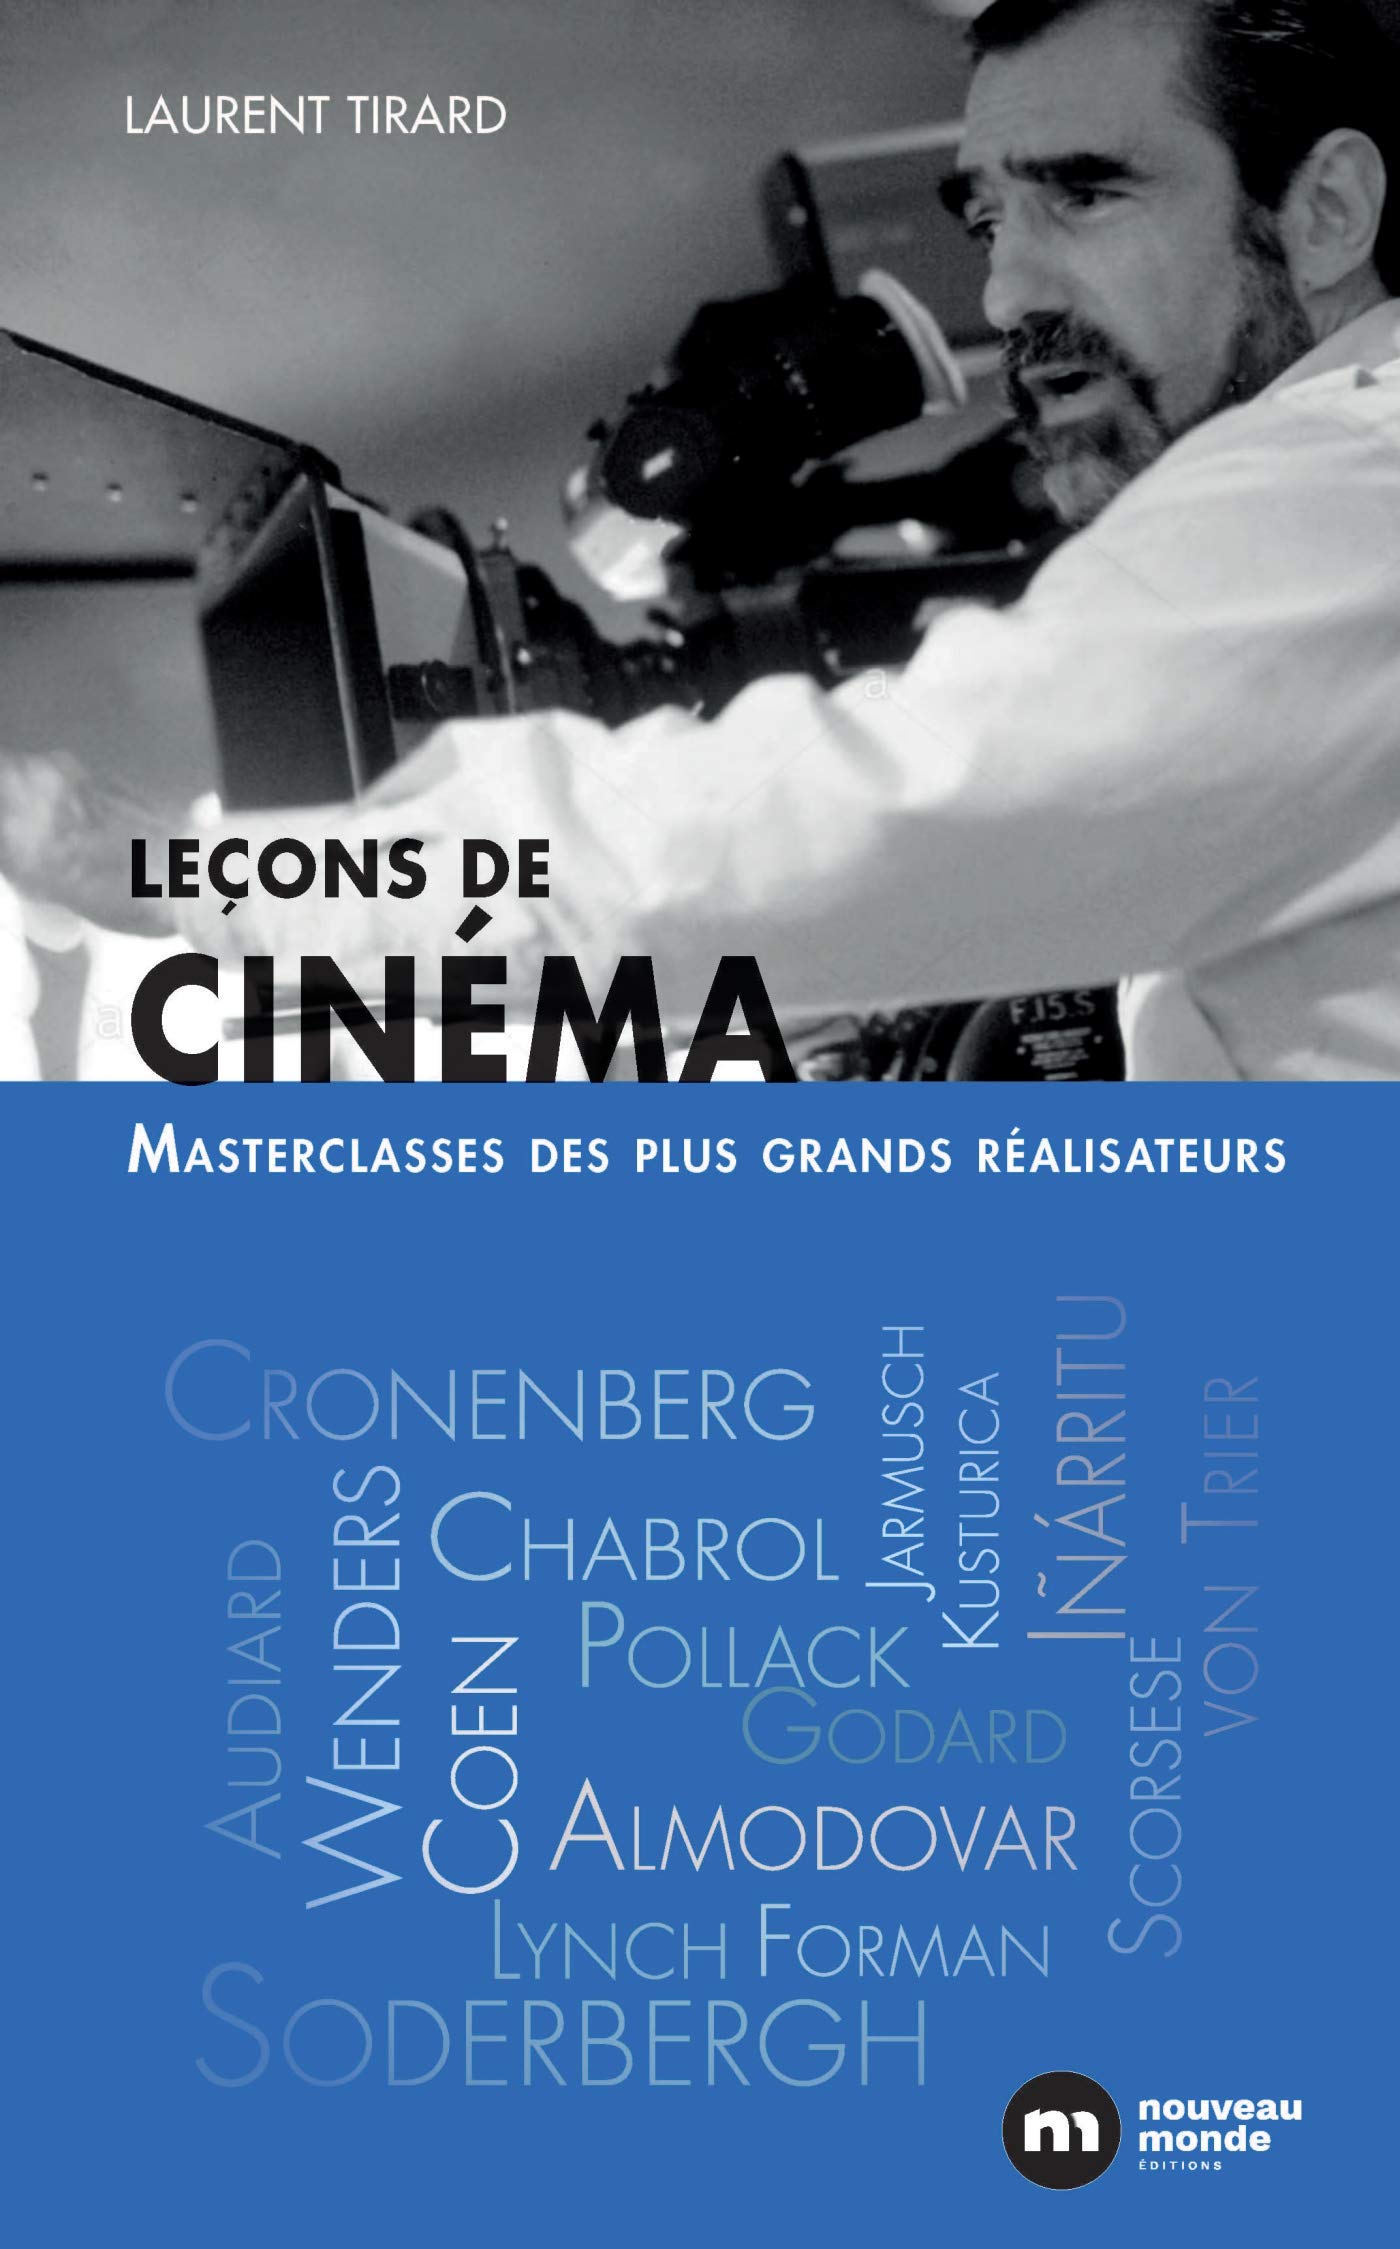 LAURENT TIRARD
a
F.15.S
a
LEÇONS DE
CINÉMA
MASTERCLASSES DES PLUS GRANDS RÉALISATEURS
CRONENBERG
JARMUSCH
KUSTURICA
IÑÁRRITU
VON TRIER
AUDIARD
WENDERS
CHABROL
COEN
POLLACK
GODARD
SCORSESE
ALMODOVAR
LYNCH FORMAN
SODERBERGH
m
nouveau
monde
ÉDITIONS